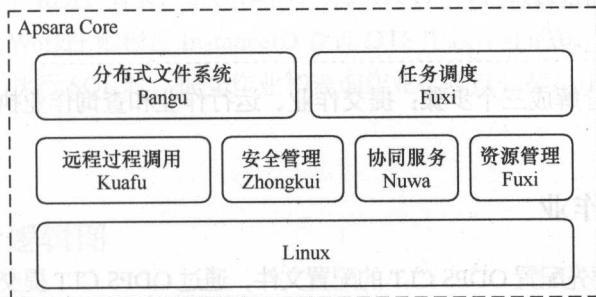 Apsara Core
分布式文件系统
Pangu
任务调度
Fuxi
远程过程调用
Kuafu
安全管理
Zhongkui
协同服务
Nuwa
资源管理
Fuxi
Linux